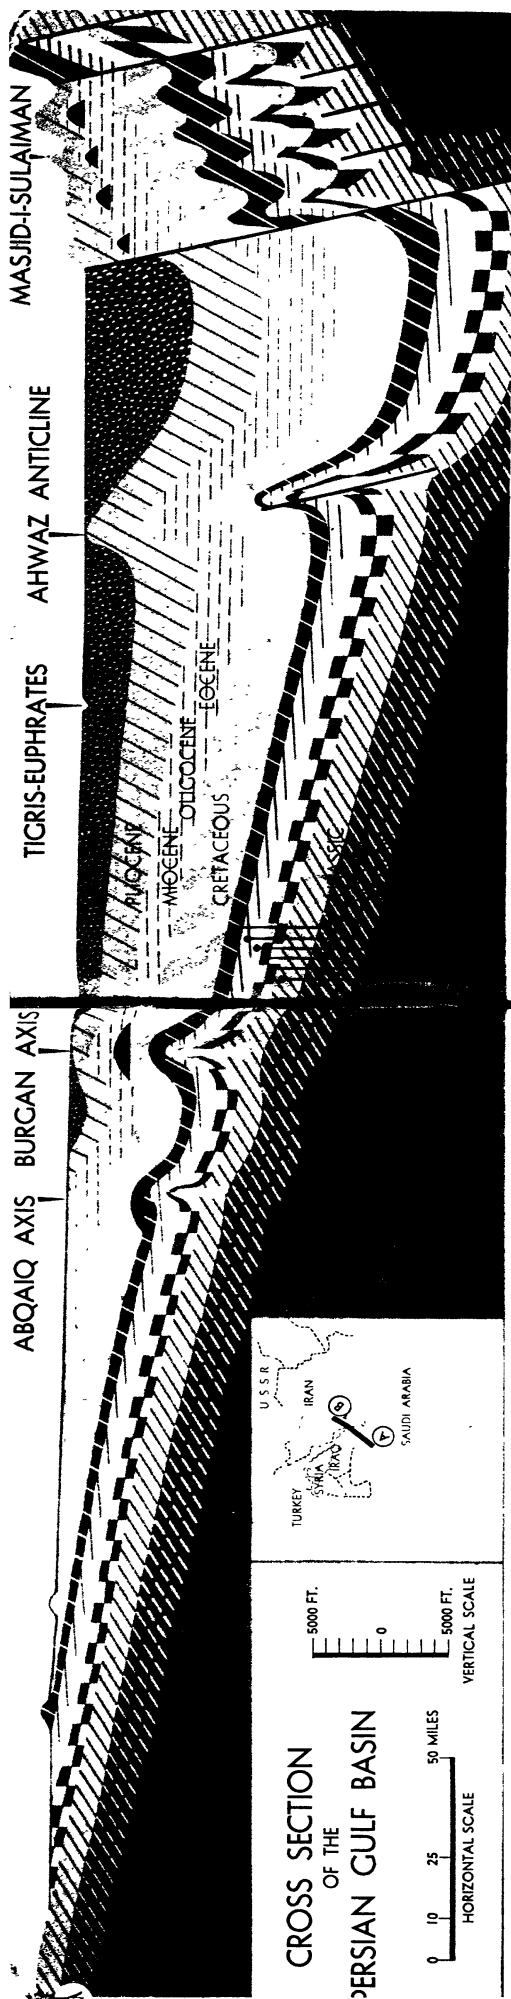 ABQAIQ AXIS
BURGAN AXIS
TIGRIS-EUPHRATES
AHWAZ ANTICLINE
MASJID-I-SULAIMAN
PLIOCENE
MIOCENE
OLIGOCENE
EOCENE
CRETACEOUS
CROSS SECTION
OF THE
PERSIAN GULF BASIN
0 10 25 50 MILES
HORIZONTAL SCALE
5000 FT.
0
5000 FT.
VERTICAL SCALE
U S S R
TURKEY
SYRIA
IRAQ
IRAN
B
A
SAUDI ARABIA